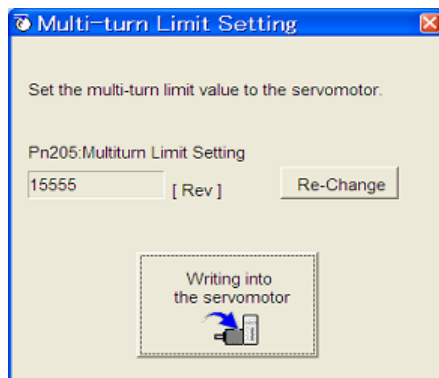 Multi-turn Limit Setting
Set the multi-turn limit value to the servomotor.
Pn205:Multiturn Limit Setting
15555 [ Rev ] Re-Change
Writing into
the servomotor